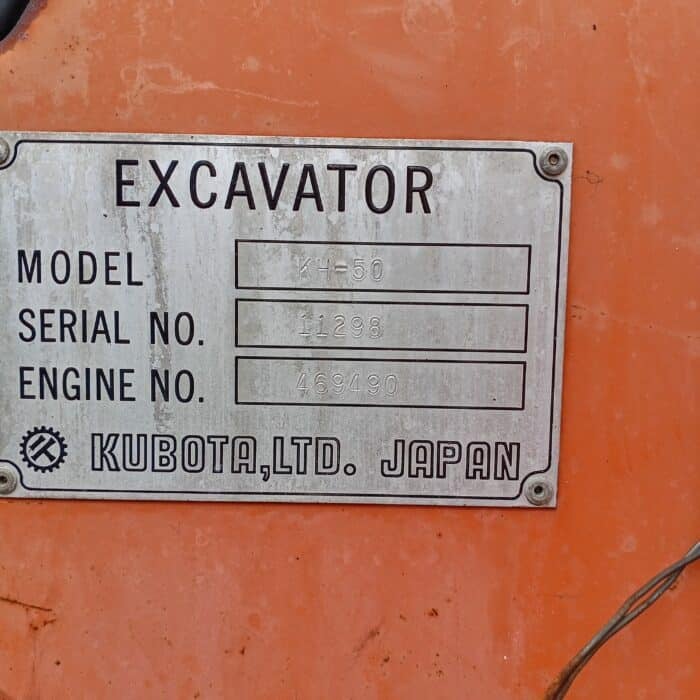 EXCAVATOR
MODEL KH-50
SERIAL NO. 11298
ENGINE NO. 469490
KUBOTA,LTD. JAPAN